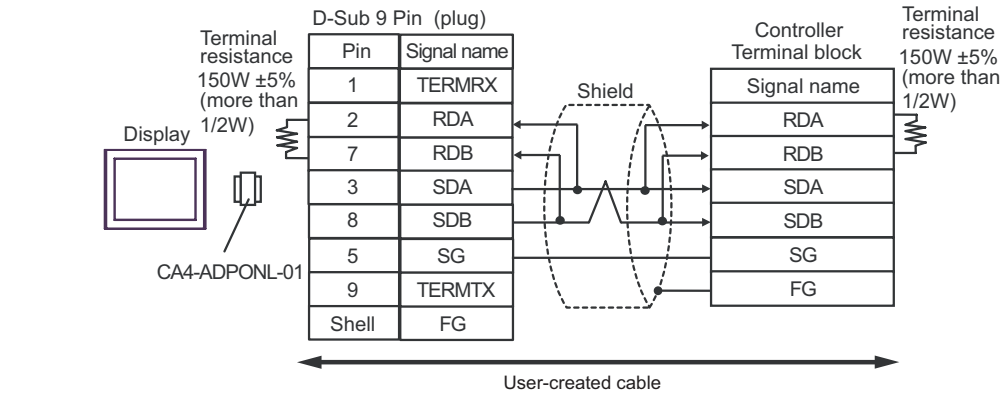 D-Sub 9 Pin (plug)
Terminal
resistance
150W ±5%
(more than
1/2W)
Display
CA4-ADPONL-01
Pin Signal name
1 TERMRX
2 RDA
7 RDB
3 SDA
8 SDB
5 SG
9 TERMTX
Shell FG
Shield
Controller
Terminal block
Signal name
RDA
RDB
SDA
SDB
SG
FG
Terminal
resistance
150W ±5%
(more than
1/2W)
User-created cable